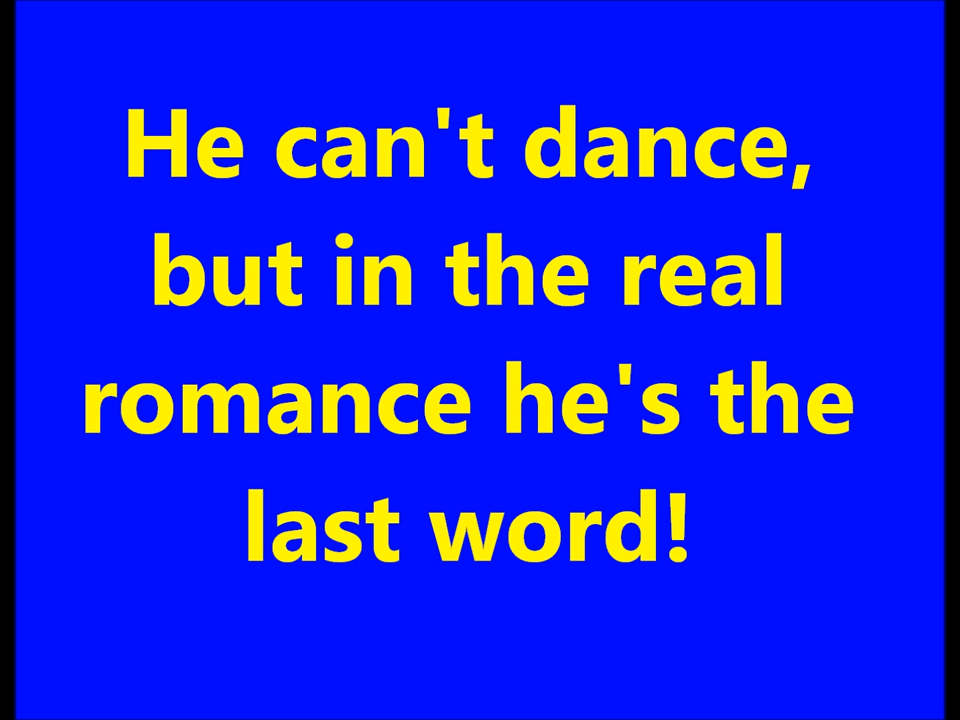 He can't dance,
but in the real
romance he's the
last word!